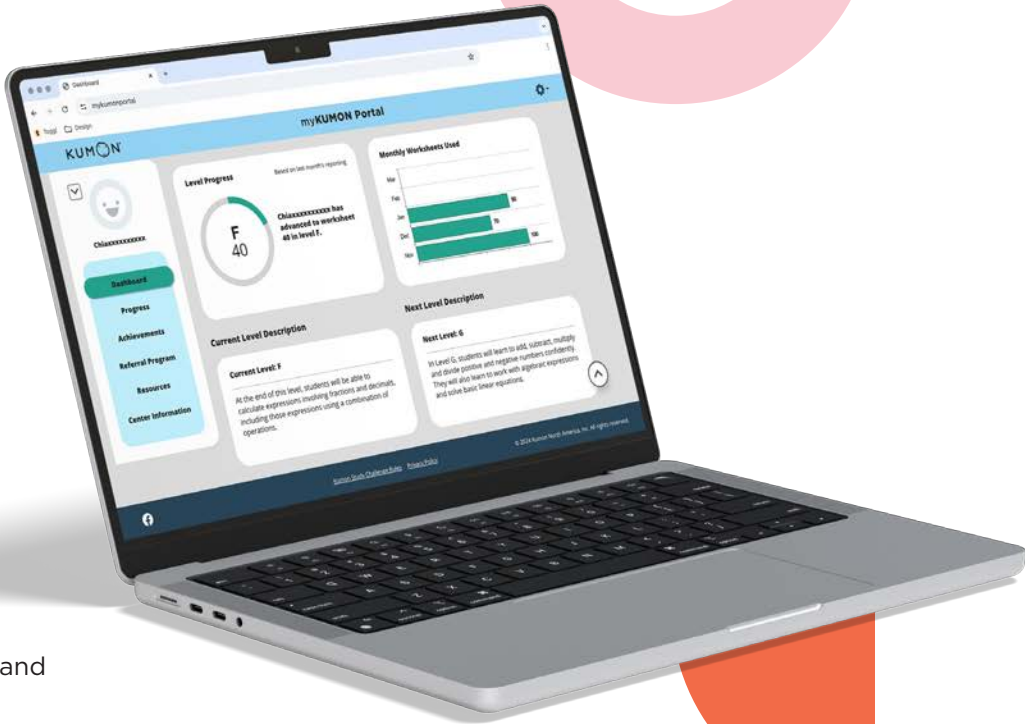 Dashboard
mykumonportal
Toggl
Design
KUMON
myKUMON Portal
Chiaxxxxxxxxxx
Dashboard
Progress
Achievements
Referral Program
Resources
Center Information
Level Progress
Based on last month's reporting
F
40
Chiaxxxxxxxxxx has
advanced to worksheet
40 in level F.
Monthly Worksheets Used
Mar
Feb
Jan
Dec
Nov
90
70
100
Current Level Description
Current Level: F
At the end of this level, students will be able to
calculate expressions involving fractions and decimals,
including those expressions using a combination of
operations.
Next Level Description
Next Level: G
In Level G, students will learn to add, subtract, multiply
and divide positive and negative numbers confidently.
They will also learn to work with algebraic expressions
and solve basic linear equations.
Kumon Study Challenge Rules
Privacy Policy
© 2024 Kumon North America, Inc. All rights reserved.
and